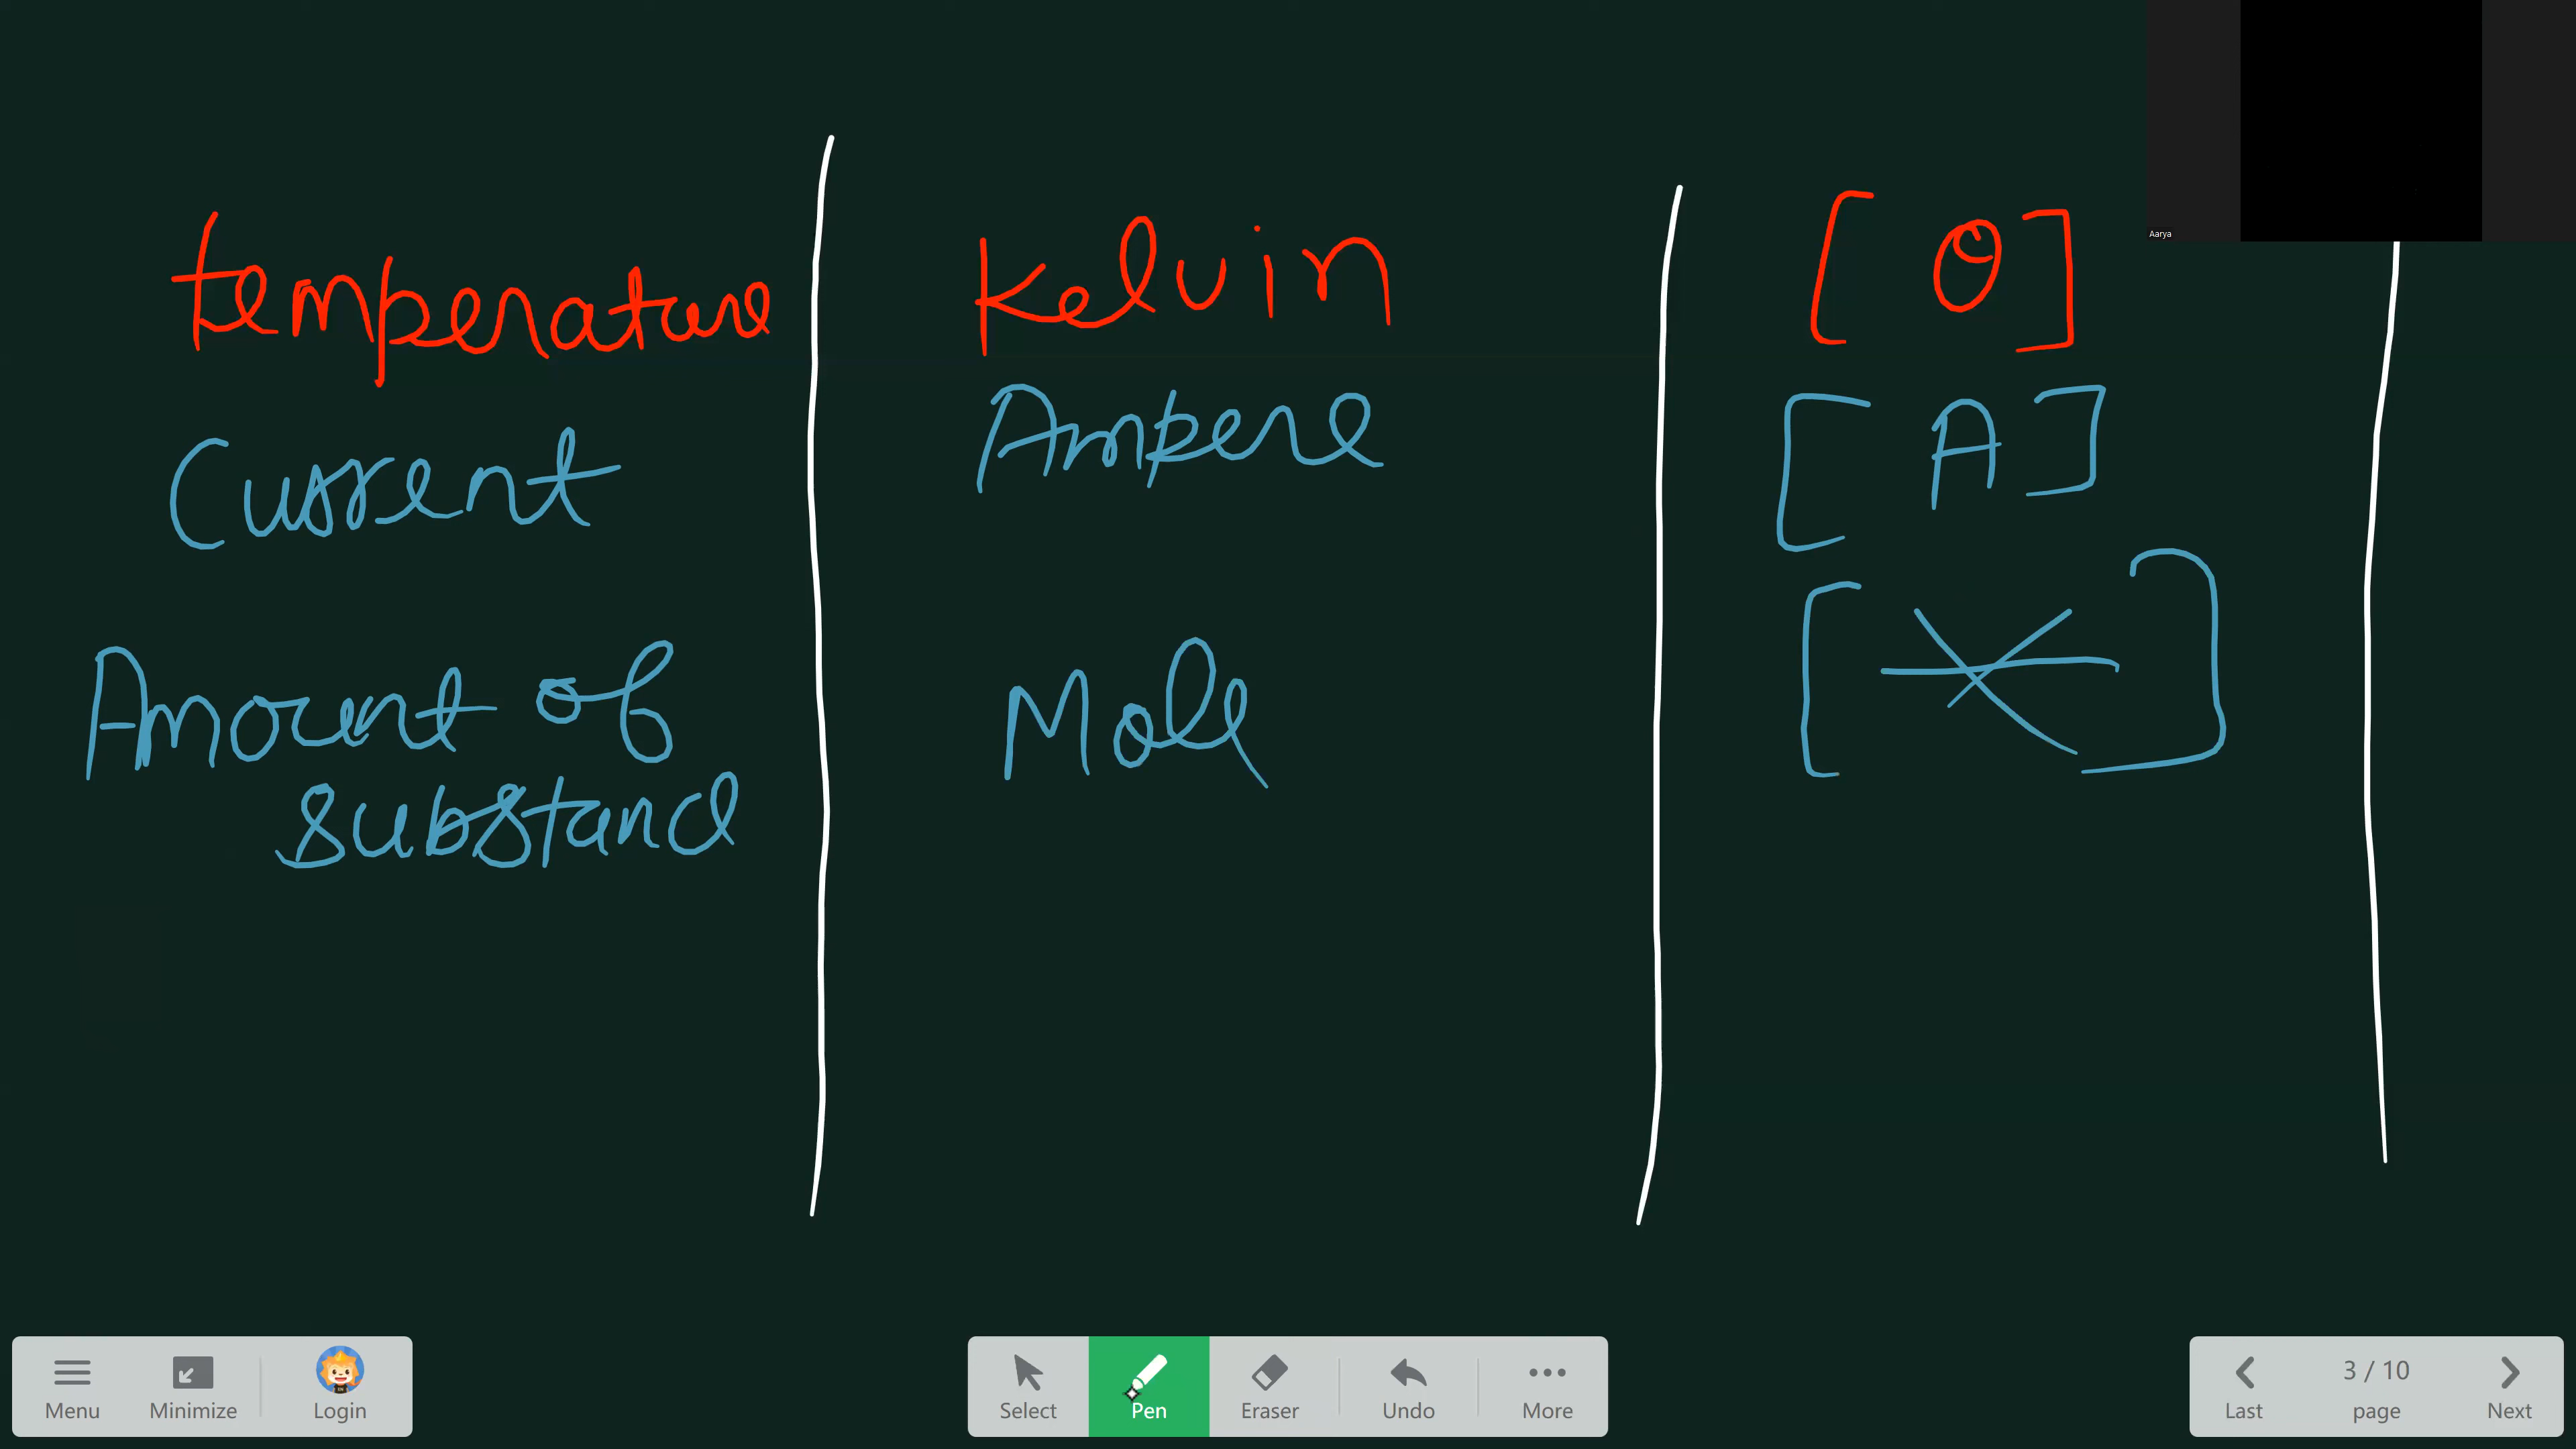 Aarya
temperature Kelvin [ θ ]
Current Ampere [ A ]
Amount of Mole
substance
Menu Minimize Login Select Pen Eraser Undo More Last 3 / 10 page Next